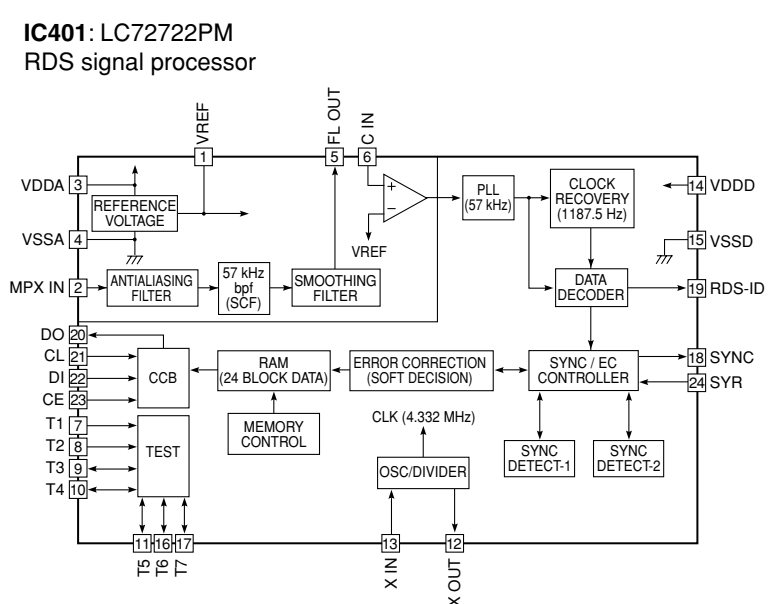 IC401: LC72722PM
RDS signal processor
VREF
FL OUT
C IN
1
5
6
VDDA 3
REFERENCE
VOLTAGE
VSSA 4
+
−
VREF
PLL
(57 kHz)
CLOCK
RECOVERY
(1187.5 Hz)
14 VDDD
15 VSSD
MPX IN 2
ANTIALIASING
FILTER
57 kHz
bpf
(SCF)
SMOOTHING
FILTER
DATA
DECODER
19 RDS-ID
DO 20
CL 21
DI 22
CE 23
CCB
RAM
(24 BLOCK DATA)
ERROR CORRECTION
(SOFT DECISION)
SYNC / EC
CONTROLLER
18 SYNC
24 SYR
T1 7
T2 8
T3 9
T4 10
TEST
MEMORY
CONTROL
CLK (4.332 MHz)
OSC/DIVIDER
SYNC
DETECT-1
SYNC
DETECT-2
11
16
17
13
12
T5
T6
T7
X IN
X OUT